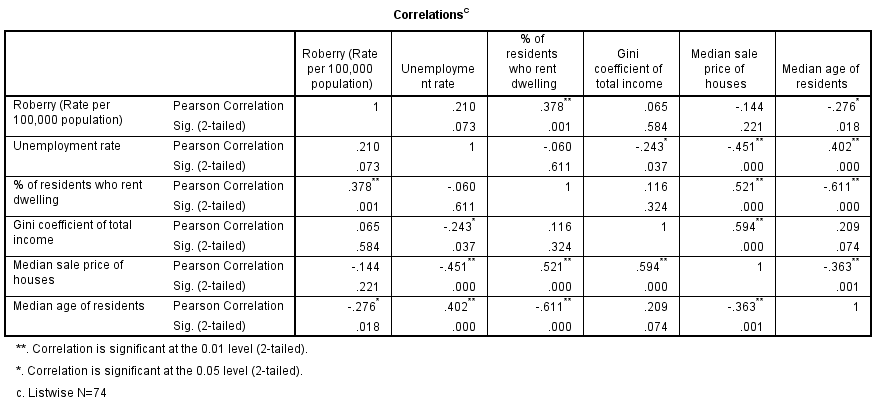 Correlationsᶜ
Roberry (Rate per 100,000 population) Unemployme nt rate % of residents who rent dwelling Gini coefficient of total income Median sale price of houses Median age of residents
Roberry (Rate per 100,000 population) Pearson Correlation 1 .210 .378** .065 -.144 -.276*
Sig. (2-tailed) .073 .001 .584 .221 .018
Unemployment rate Pearson Correlation .210 1 -.060 -.243* -.451** .402**
Sig. (2-tailed) .073 .611 .037 .000 .000
% of residents who rent dwelling Pearson Correlation .378** -.060 1 .116 .521** -.611**
Sig. (2-tailed) .001 .611 .324 .000 .000
Gini coefficient of total income Pearson Correlation .065 -.243* .116 1 .594** .209
Sig. (2-tailed) .584 .037 .324 .000 .074
Median sale price of houses Pearson Correlation -.144 -.451** .521** .594** 1 -.363**
Sig. (2-tailed) .221 .000 .000 .000 .001
Median age of residents Pearson Correlation -.276* .402** -.611** .209 -.363** 1
Sig. (2-tailed) .018 .000 .000 .074 .001
**. Correlation is significant at the 0.01 level (2-tailed).
*. Correlation is significant at the 0.05 level (2-tailed).
c. Listwise N=74